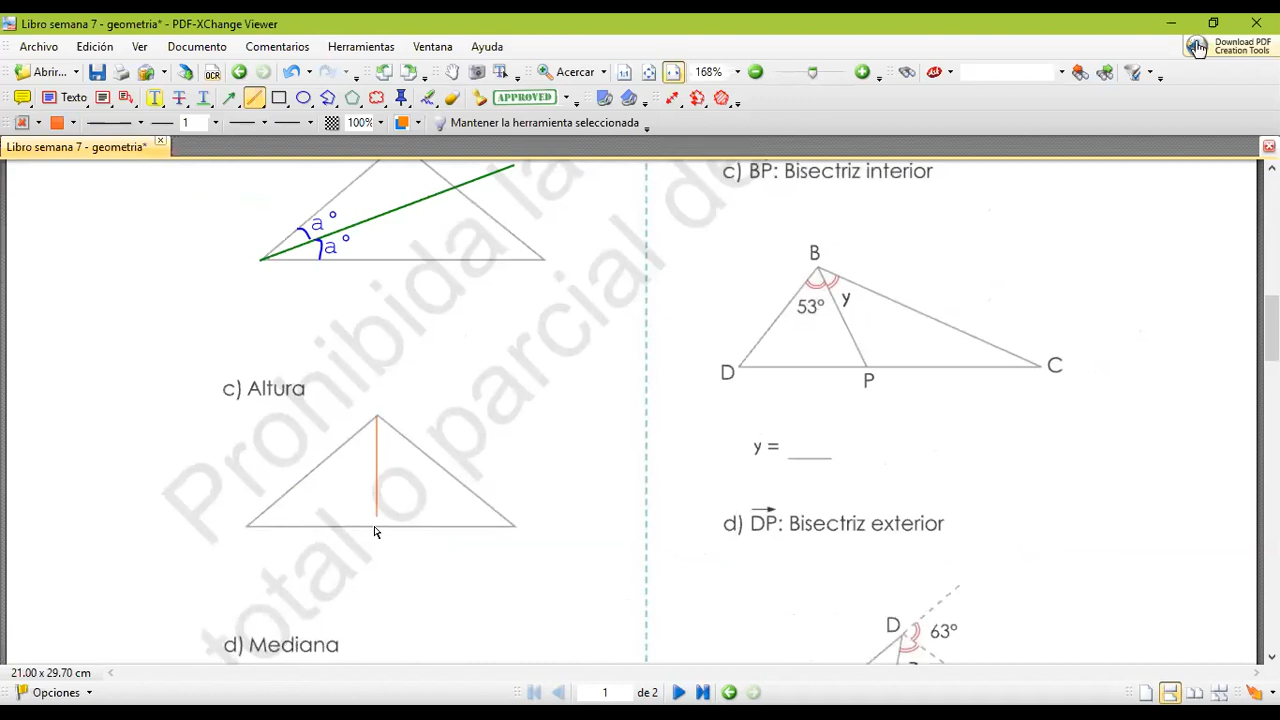 Libro semana 7 - geometria* - PDF-XChange Viewer
Archivo Edición Ver Documento Comentarios Herramientas Ventana Ayuda
Download PDF
Creation Tools
Abrir... OCR Acercar 168%
Texto T T T APPROVED
1 100% Mantener la herramienta seleccionada
Libro semana 7 - geometria*
a°
a°
c) Altura
d) Mediana
Prohibida la
total o parcial de
c) BP: Bisectriz interior
B
53° y
D P C
y = ____
d) DP: Bisectriz exterior
D 63°
21.00 x 29.70 cm
Opciones 1 de 2